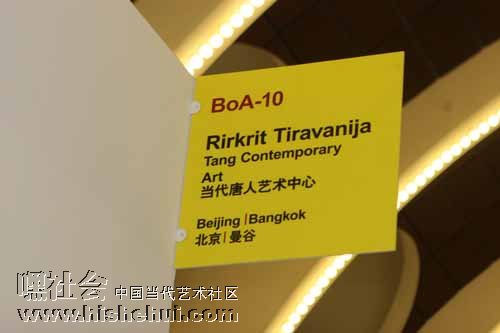 BoA-10
Rirkrit Tiravanija
Tang Contemporary
Art
当代唐人艺术中心
Beijing | Bangkok
北京 | 曼谷
嘿社会 中国当代艺术社区
www.hishehui.com